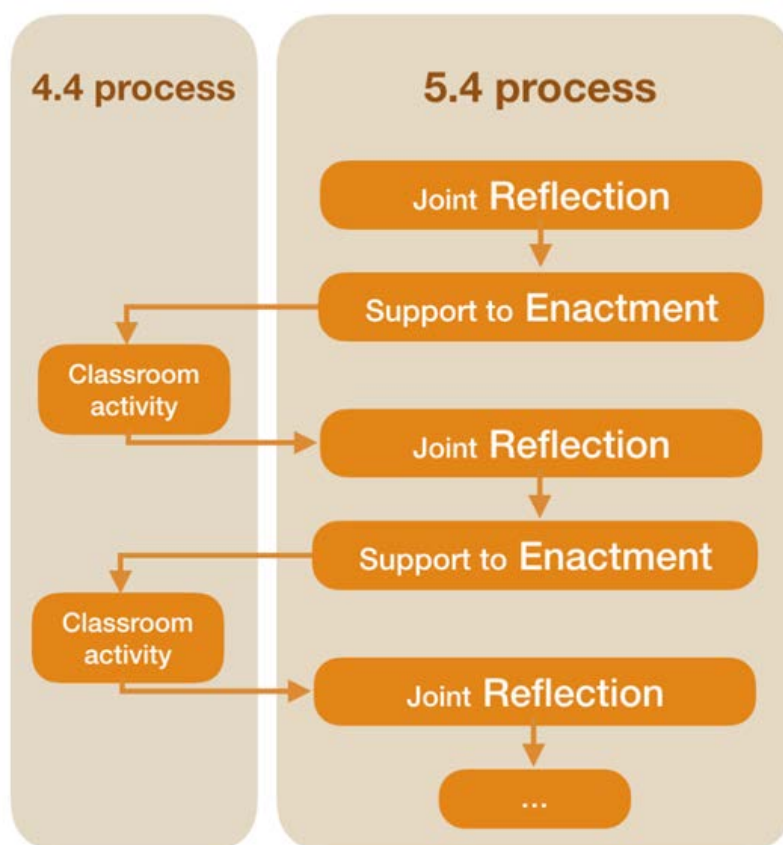 4.4 process
5.4 process
Joint Reflection
Support to Enactment
Classroom
activity
Joint Reflection
Support to Enactment
Classroom
activity
Joint Reflection
...